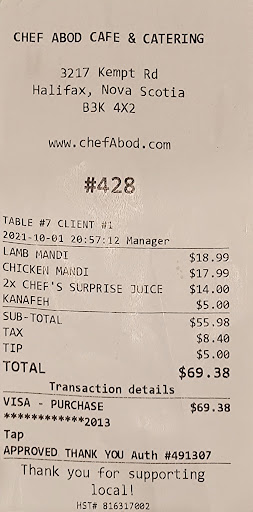 CHEF ABOD CAFE & CATERING
3217 Kempt Rd
Halifax, Nova Scotia
B3K 4X2
www.chefAbod.com
#428
TABLE #7 CLIENT #1
2021-10-01 20:57:12 Manager
LAMB MANDI $18.99
CHICKEN MANDI $17.99
2x CHEF'S SURPRISE JUICE $14.00
KANAFEH $5.00
SUB-TOTAL $55.98
TAX $8.40
TIP $5.00
TOTAL $69.38
Transaction details
VISA - PURCHASE $69.38
************2013
Tap
APPROVED THANK YOU Auth #491307
Thank you for supporting
local!
HST# 816317002